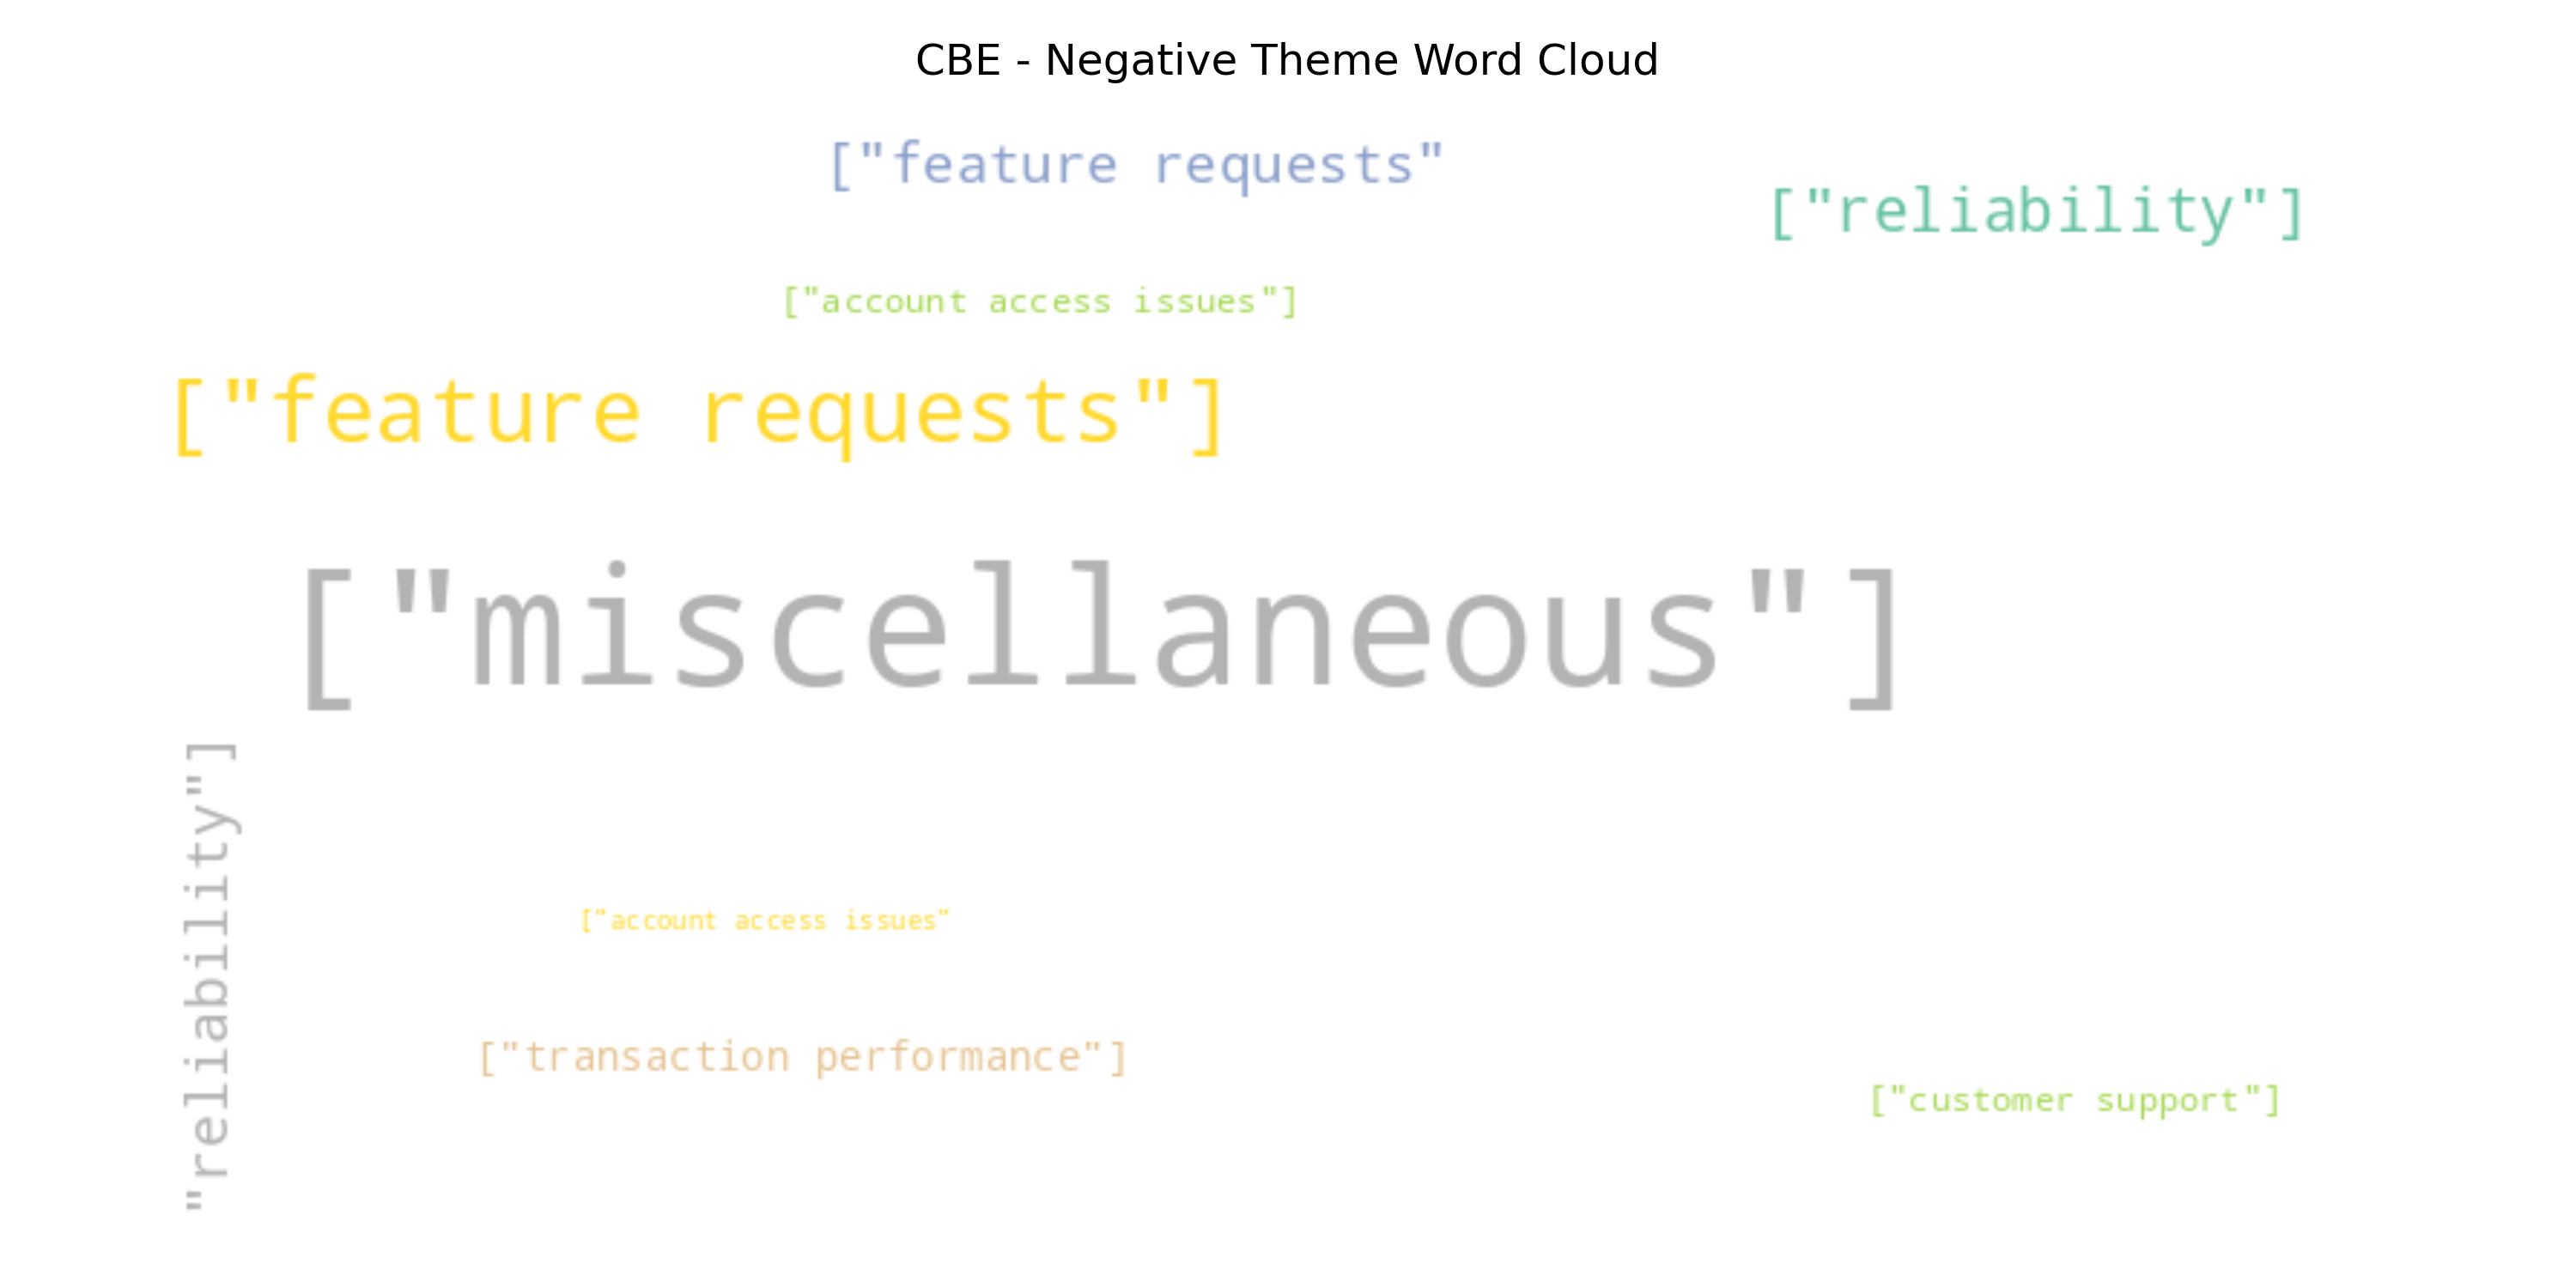 CBE - Negative Theme Word Cloud
["feature requests"
["reliability"]
["account access issues"]
["feature requests"]
["miscellaneous"]
"reliability"]
["account access issues"
["transaction performance"]
["customer support"]